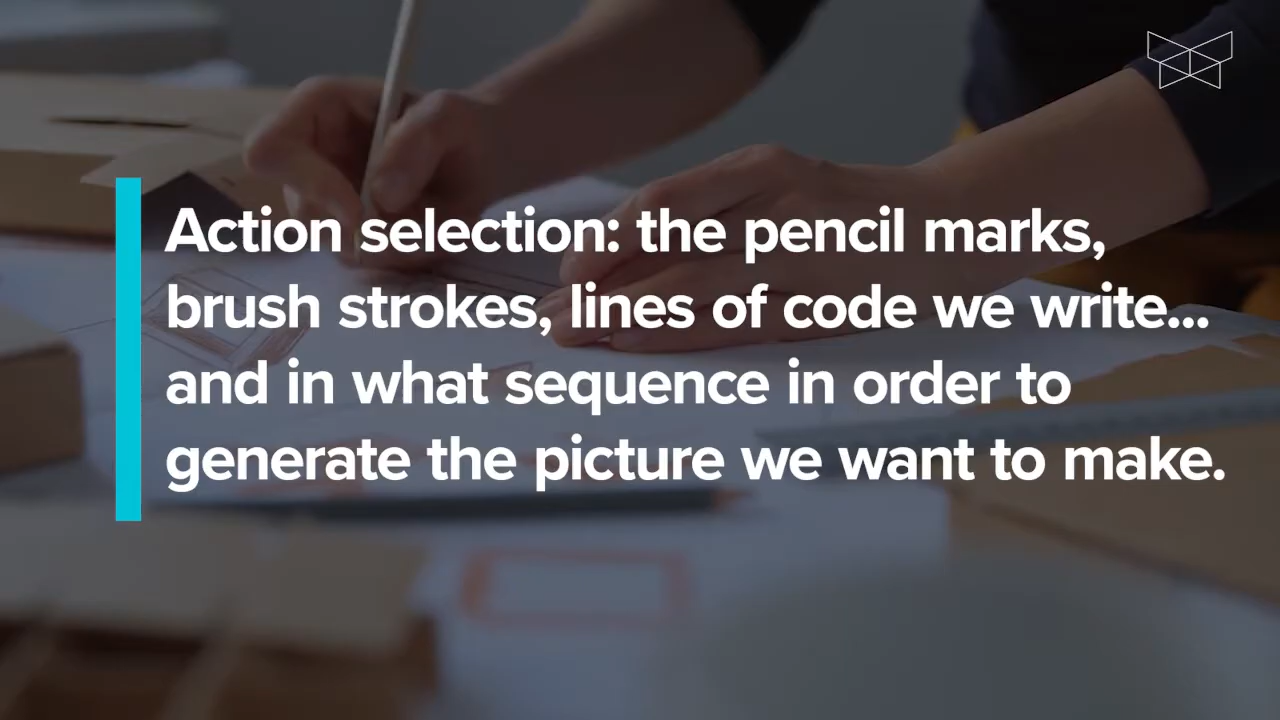 Action selection: the pencil marks,
brush strokes, lines of code we write...
and in what sequence in order to
generate the picture we want to make.